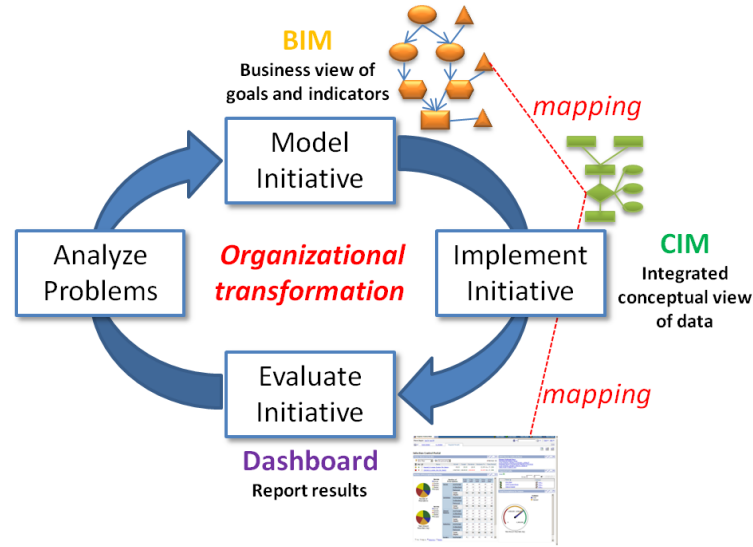 BIM
Business view of
goals and indicators
mapping
Model
Initiative
Analyze
Problems
Organizational
transformation
Implement
Initiative
CIM
Integrated
conceptual view
of data
Evaluate
Initiative
mapping
Dashboard
Report results